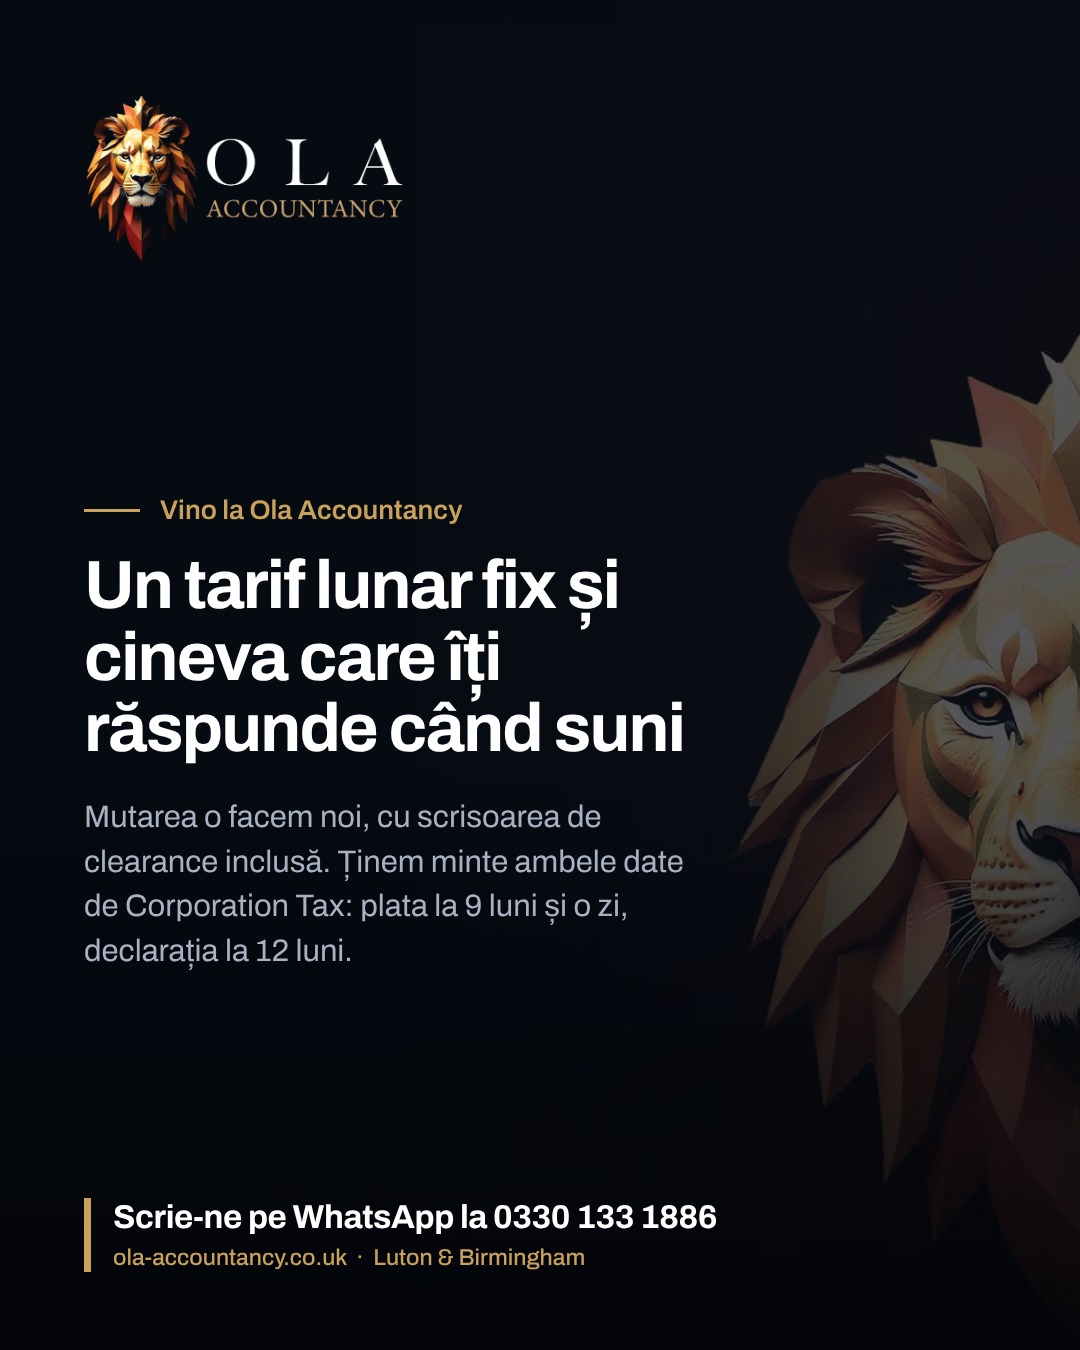 OLA
ACCOUNTANCY
Vino la Ola Accountancy
Un tarif lunar fix și
cineva care îți
răspunde când suni
Mutarea o facem noi, cu scrisoarea de
clearance inclusă. Ținem minte ambele date
de Corporation Tax: plata la 9 luni și o zi,
declarația la 12 luni.
Scrie-ne pe WhatsApp la 0330 133 1886
ola-accountancy.co.uk · Luton & Birmingham